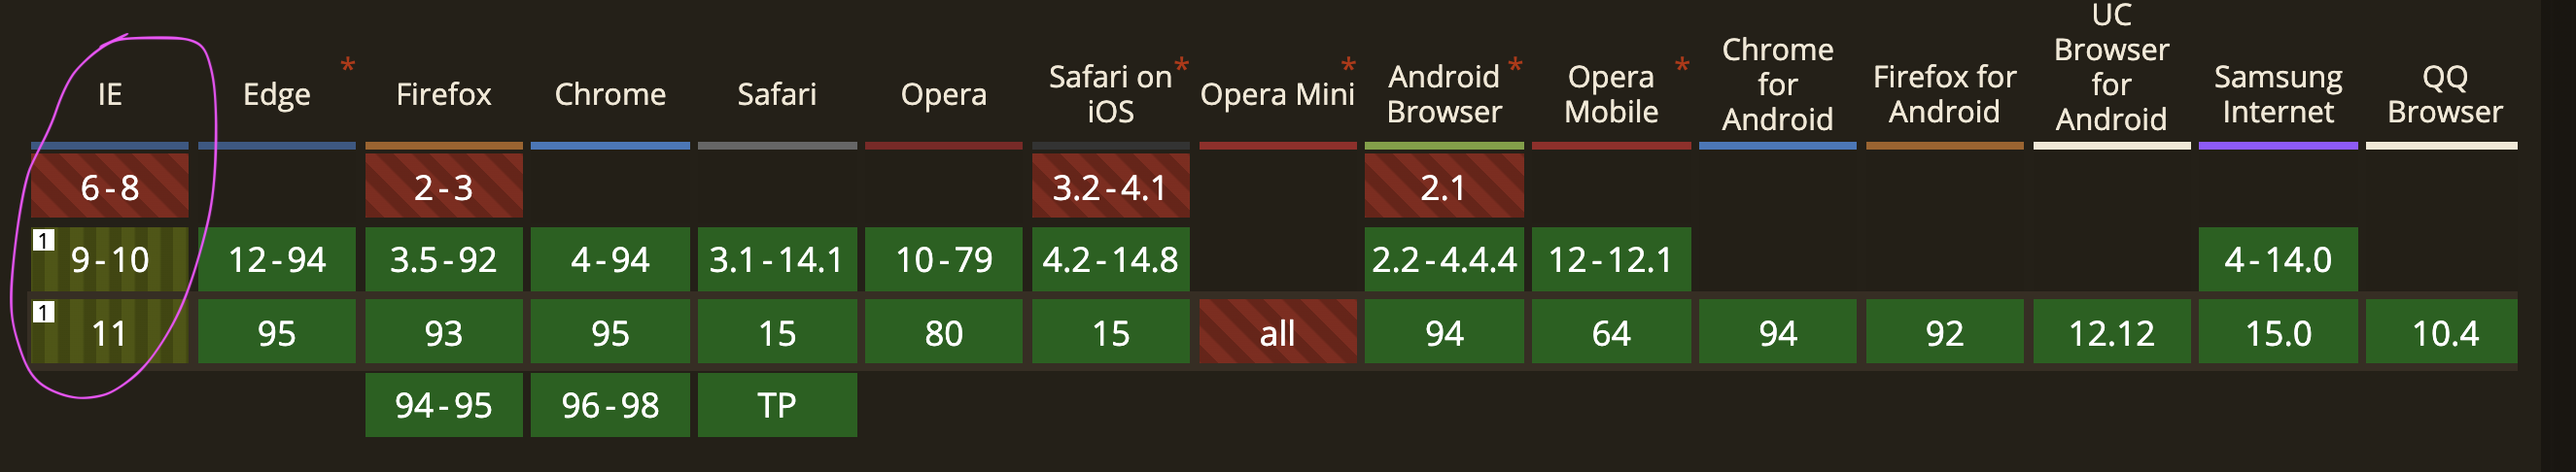 IE
Edge *
Firefox
Chrome
Safari
Opera
Safari on *
iOS
Opera Mini *
Android *
Browser
Opera *
Mobile
Chrome
for
Android
Firefox for
Android
UC
Browser
for
Android
Samsung
Internet
QQ
Browser
6-8 2-3 3.2-4.1 2.1
1 9-10 12-94 3.5-92 4-94 3.1-14.1 10-79 4.2-14.8 2.2-4.4.4 12-12.1 4-14.0
1 11 95 93 95 15 80 15 all 94 64 94 92 12.12 15.0 10.4
94-95 96-98 TP